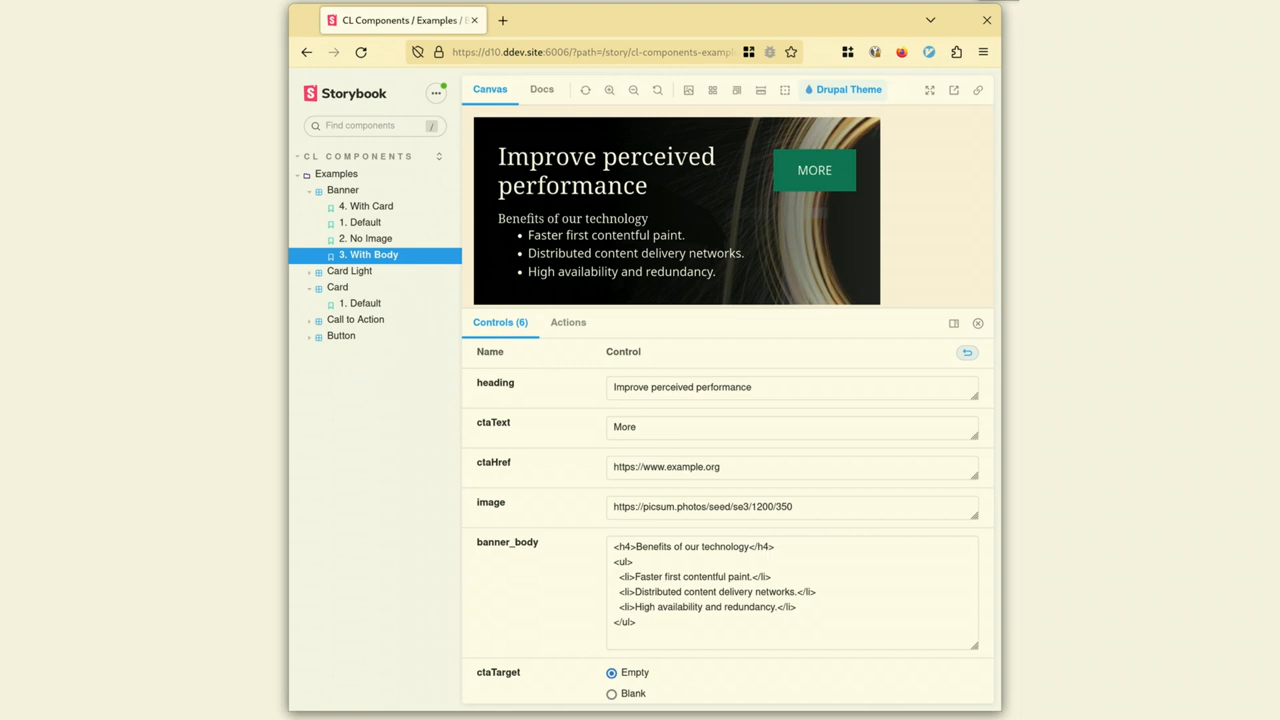 CL Components / Examples / E
https://d10.ddev.site:6006/?path=/story/cl-components-exampl
Storybook
Canvas
Docs
Drupal Theme
Find components
/
CL COMPONENTS
Examples
Banner
4. With Card
1. Default
2. No Image
3. With Body
Card Light
Card
1. Default
Call to Action
Button
Improve perceived
performance
MORE
Benefits of our technology
• Faster first contentful paint.
• Distributed content delivery networks.
• High availability and redundancy.
Controls (6)
Actions
Name
Control
heading
Improve perceived performance
ctaText
More
ctaHref
https://www.example.org
image
https://picsum.photos/seed/se3/1200/350
banner_body
<h4>Benefits of our technology</h4>
<ul>
<li>Faster first contentful paint.</li>
<li>Distributed content delivery networks.</li>
<li>High availability and redundancy.</li>
</ul>
ctaTarget
Empty
Blank